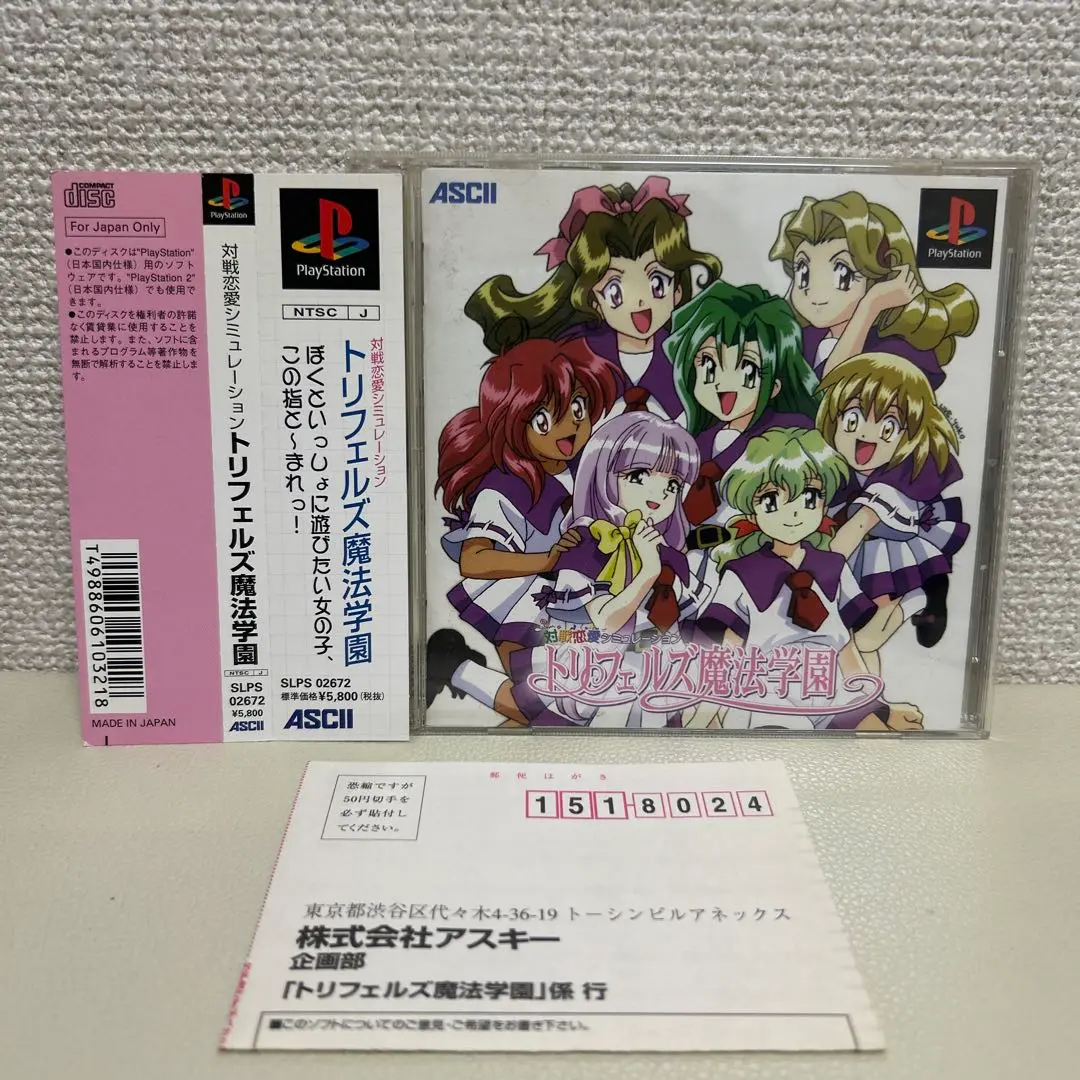 COMPACT
disc
For Japan Only
●このディスクは"PlayStation"
(日本国内仕様)用のソフト
ウェアです。"PlayStation 2"
(日本国内仕様)でも使用で
きます。
●このディスクを権利者の許諾
なく賃貸業に使用することを
禁止します。また、ソフトに含
まれるプログラム等著作物を
無断で解析することを禁止しま
す。
T4988606103218
MADE IN JAPAN
PlayStation
対戦恋愛シミュレーション トリフェルズ魔法学園
NTSC J
SLPS
02672
¥5,800
ASCII
PlayStation
NTSC J
対戦恋愛シミュレーション
トリフェルズ魔法学園
ぼくといっしょに遊びたい女の子、
この指と〜まれっ!
SLPS 02672
標準価格¥5,800(税抜)
ASCII
ASCII
PlayStation
対戦恋愛シミュレーション
トリフェルズ魔法学園
郵便はがき
恐縮ですが
50円切手を
必ず貼付し
てください。
1518024
東京都渋谷区代々木4-36-19 トーシンビルアネックス
株式会社アスキー
企画部
「トリフェルズ魔法学園」係 行
■このソフトについてのご意見・ご希望をお書き下さい。